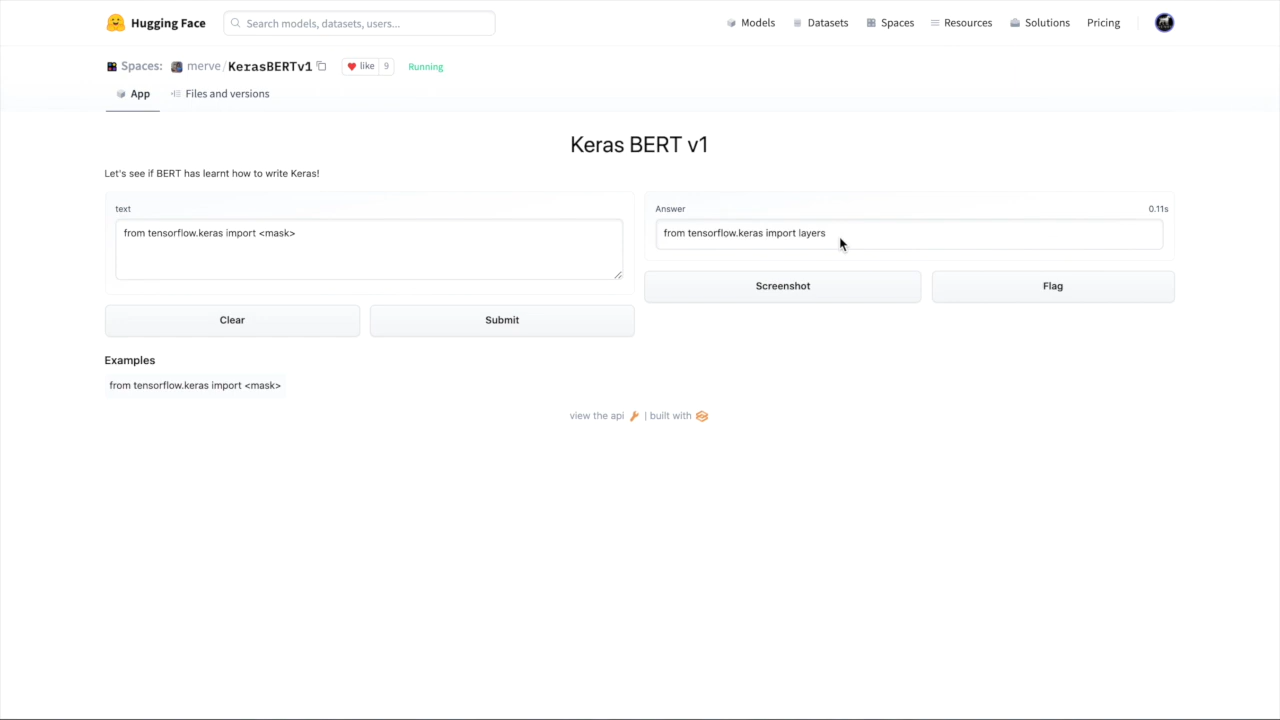 Hugging Face
Search models, datasets, users...
Models
Datasets
Spaces
Resources
Solutions
Pricing
Spaces:
merve/KerasBERTv1
like 9
Running
App
Files and versions
Keras BERT v1
Let's see if BERT has learnt how to write Keras!
text
from tensorflow.keras import <mask>
Clear
Submit
Answer
0.11s
from tensorflow.keras import layers
Screenshot
Flag
Examples
from tensorflow.keras import <mask>
view the api | built with